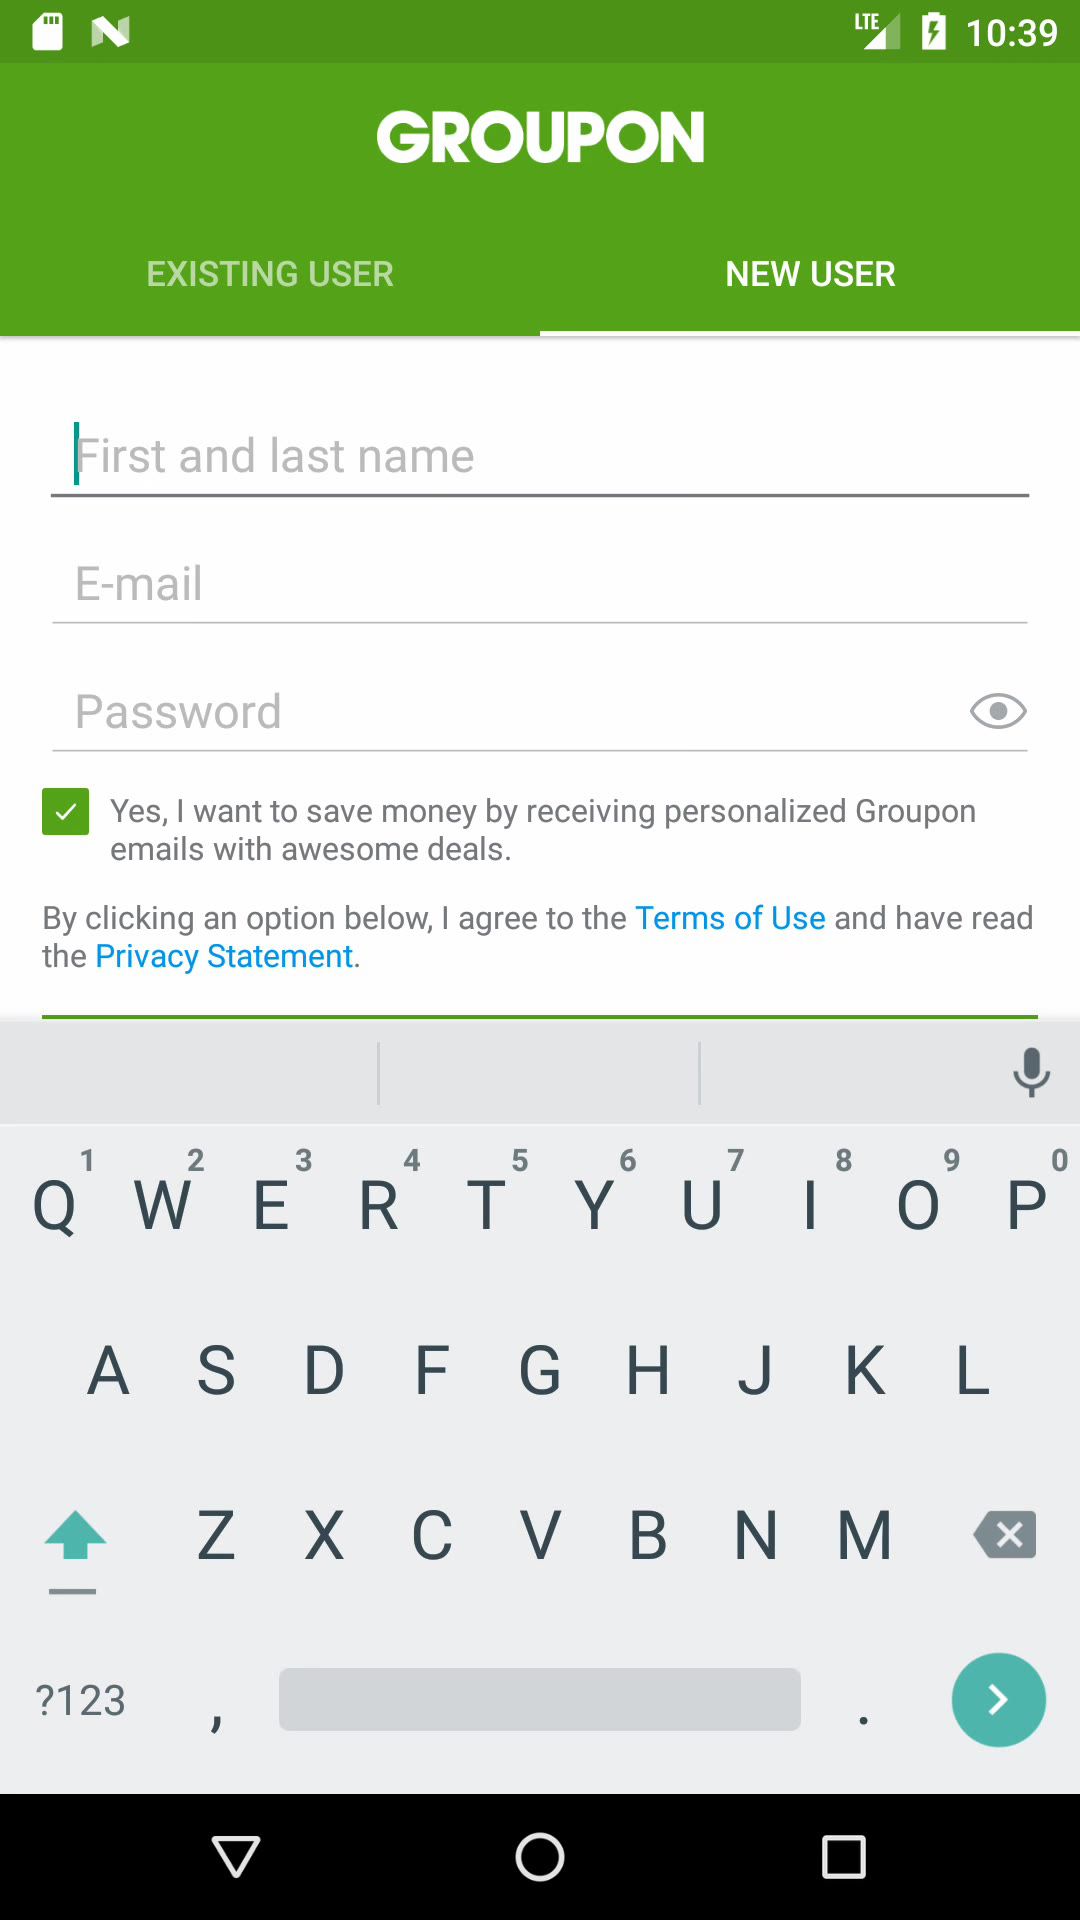 LTE 10:39
GROUPON
EXISTING USER NEW USER
First and last name
E-mail
Password
Yes, I want to save money by receiving personalized Groupon
emails with awesome deals.
By clicking an option below, I agree to the Terms of Use and have read
the Privacy Statement.
1 2 3 4 5 6 7 8 9 0
Q W E R T Y U I O P
A S D F G H J K L
Z X C V B N M
?123 , .